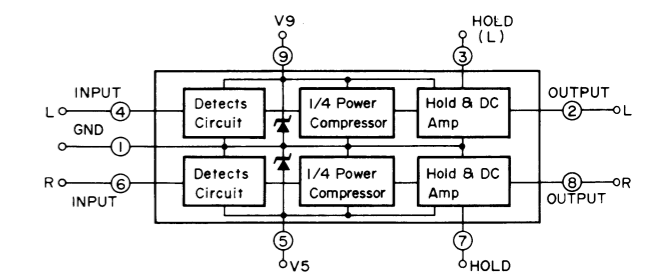 V9
HOLD
(L)
9
3
INPUT
OUTPUT
L
4
Detects
Circuit
1/4 Power
Compressor
Hold & DC
Amp
2
L
GND
1
R
6
Detects
Circuit
1/4 Power
Compressor
Hold & DC
Amp
8
R
INPUT
OUTPUT
5
7
V5
HOLD